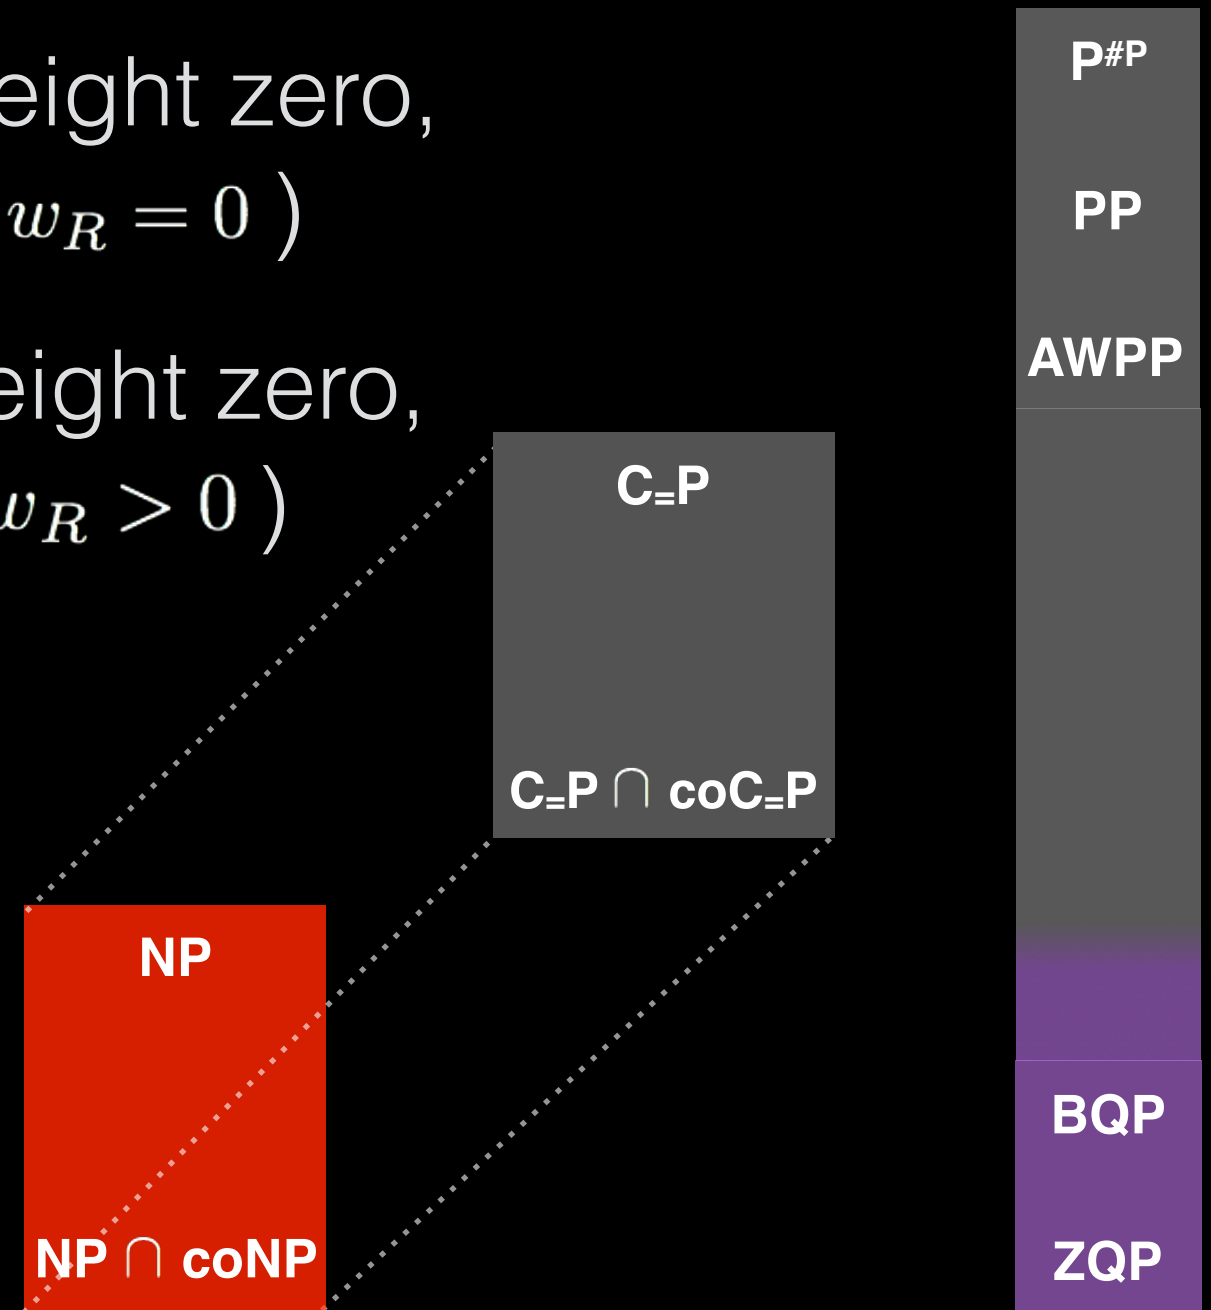 eight zero,
w_R = 0 )
eight zero,
w_R > 0 )
C₌P
C₌P ∩ coC₌P
NP
NP ∩ coNP
P^#P
PP
AWPP
BQP
ZQP